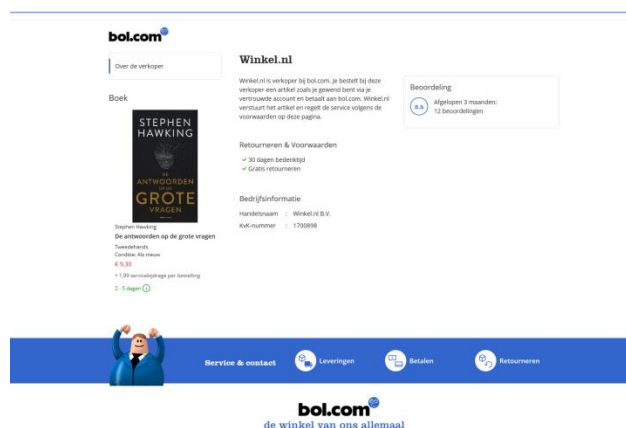 bol.com
Over de verkoper
Boek
STEPHEN
HAWKING
DE
ANTWOORDEN
OP DE
GROTE
VRAGEN
Stephen Hawking
De antwoorden op de grote vragen
Tweedehands
Conditie: Als nieuw
€ 9,30
+ 1,99 servicebijdrage per bestelling
2 - 5 dagen
Winkel.nl
Winkel.nl is verkoper bij bol.com. Je bestelt bij deze
verkoper een artikel zoals je gewend bent via je
vertrouwde account en betaalt aan bol.com. Winkel.nl
verstuurt het artikel en regelt de service volgens de
voorwaarden op deze pagina.
Retourneren & Voorwaarden
30 dagen bedenktijd
Gratis retourneren
Bedrijfsinformatie
Handelsnaam : Winkel.nl B.V.
KvK-nummer : 1700898
Beoordeling
Afgelopen 3 maanden:
12 beoordelingen
Service & contact
Leveringen
Betalen
Retourneren
bol.com
de winkel van ons allemaal